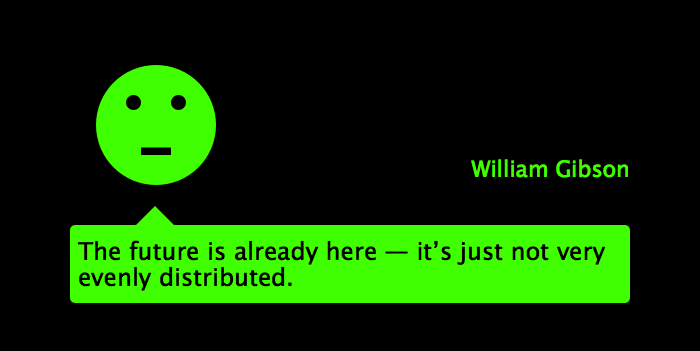 William Gibson
The future is already here — it’s just not very
evenly distributed.